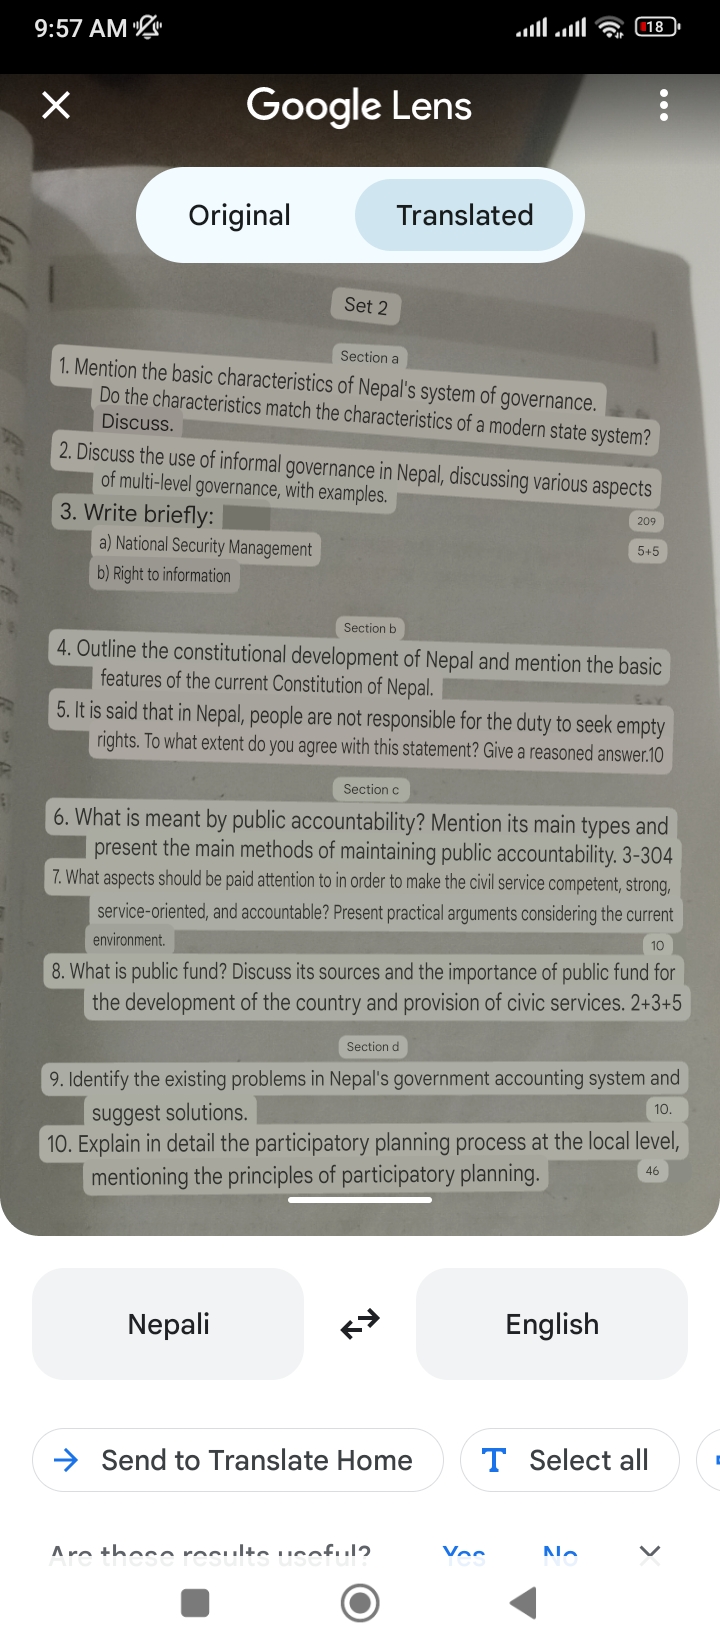 9:57 AM
18
Google Lens
Original
Translated
Set 2
Section a
1. Mention the basic characteristics of Nepal's system of governance.
Do the characteristics match the characteristics of a modern state system?
Discuss.
2. Discuss the use of informal governance in Nepal, discussing various aspects
of multi-level governance, with examples.
209
3. Write briefly:
5+5
a) National Security Management
b) Right to information
Section b
4. Outline the constitutional development of Nepal and mention the basic
features of the current Constitution of Nepal.
5. It is said that in Nepal, people are not responsible for the duty to seek empty
rights. To what extent do you agree with this statement? Give a reasoned answer.10
Section c
6. What is meant by public accountability? Mention its main types and
present the main methods of maintaining public accountability. 3-304
7. What aspects should be paid attention to in order to make the civil service competent, strong,
service-oriented, and accountable? Present practical arguments considering the current
environment.
10
8. What is public fund? Discuss its sources and the importance of public fund for
the development of the country and provision of civic services. 2+3+5
Section d
9. Identify the existing problems in Nepal's government accounting system and
suggest solutions.
10.
10. Explain in detail the participatory planning process at the local level,
mentioning the principles of participatory planning.
46
Nepali
English
Send to Translate Home
Select all
Are these results useful?
Yes
No